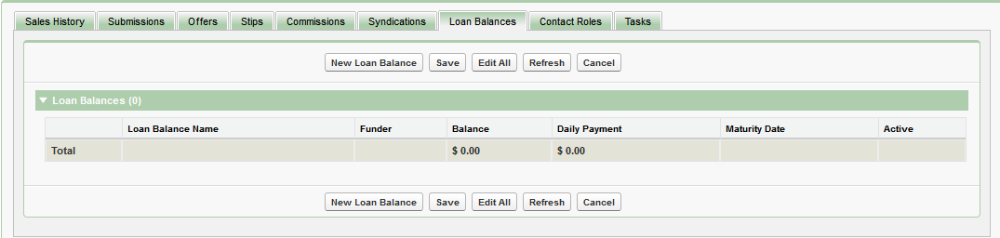 Sales History Submissions Offers Stips Commissions Syndications Loan Balances Contact Roles Tasks
New Loan Balance Save Edit All Refresh Cancel
Loan Balances (0)
Loan Balance Name Funder Balance Daily Payment Maturity Date Active
Total $ 0.00 $ 0.00
New Loan Balance Save Edit All Refresh Cancel